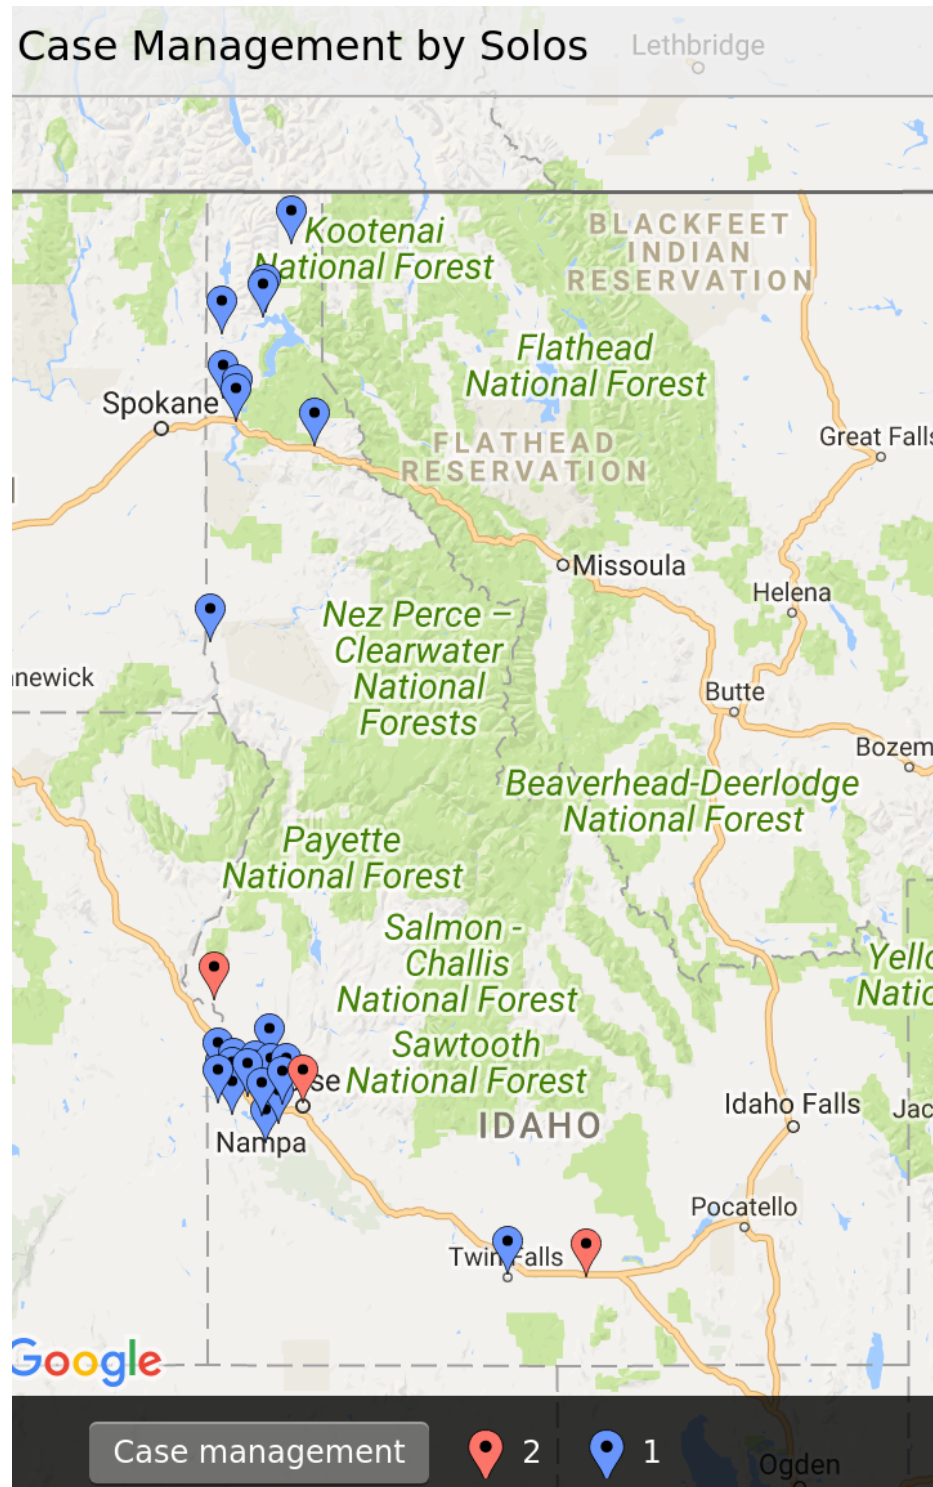 Case Management by Solos
Lethbridge
Kootenai
National Forest
BLACKFEET
INDIAN
RESERVATION
Flathead
National Forest
Spokane
FLATHEAD
RESERVATION
Great Falls
Missoula
Helena
Nez Perce –
Clearwater
National
Forests
nnewick
Butte
Bozem
Beaverhead-Deerlodge
National Forest
Payette
National Forest
Salmon -
Challis
National Forest
Yello
Natio
Sawtooth
National Forest
se
IDAHO
Idaho Falls
Jac
Nampa
Pocatello
Twin Falls
Google
Case management 2 1
Ogden